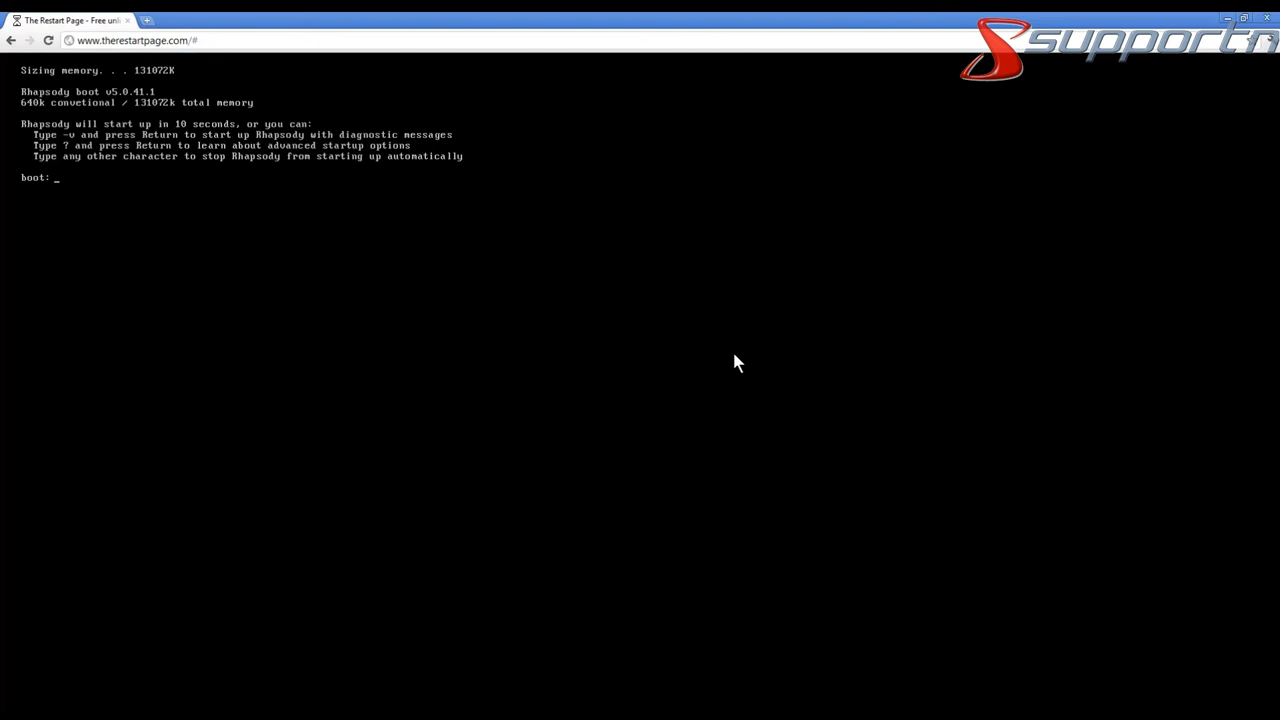 The Restart Page - Free unl
www.therestartpage.com/#
supportn
Sizing memory. . . 131072K
Rhapsody boot v5.0.41.1
640k convetional / 131072k total memory
Rhapsody will start up in 10 seconds, or you can:
Type -v and press Return to start up Rhapsody with diagnostic messages
Type ? and press Return to learn about advanced startup options
Type any other character to stop Rhapsody from starting up automatically
boot: _